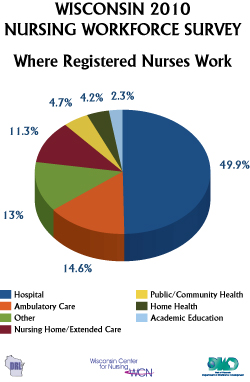 WISCONSIN 2010
NURSING WORKFORCE SURVEY
Where Registered Nurses Work
2.3%
4.2%
4.7%
11.3%
49.9%
13%
14.6%
Hospital
Ambulatory Care
Other
Nursing Home/Extended Care
Public/Community Health
Home Health
Academic Education
Wisconsin Center
for Nursing
WCN